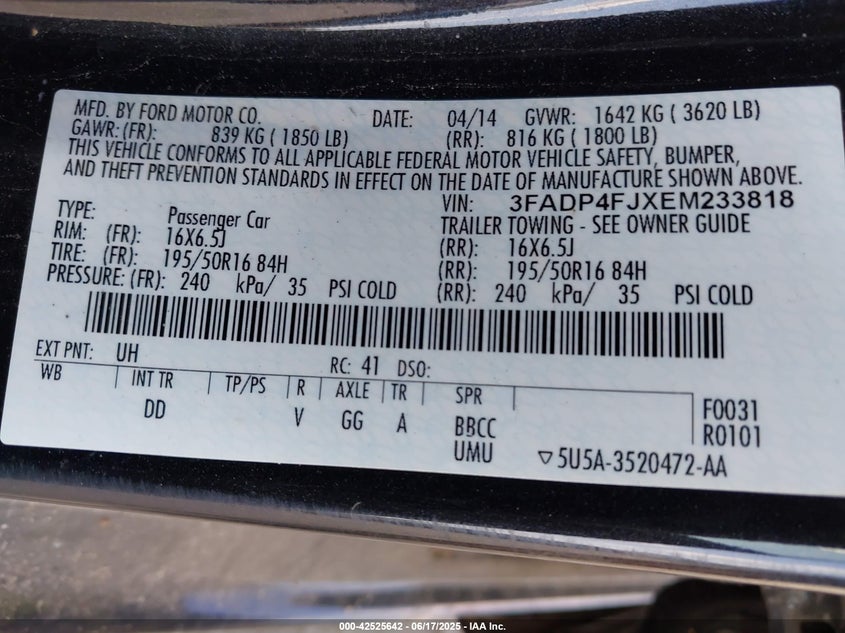 MFD. BY FORD MOTOR CO. DATE: 04/14 GVWR: 1642 KG ( 3620 LB)
GAWR: (FR): 839 KG ( 1850 LB) (RR): 816 KG ( 1800 LB)
THIS VEHICLE CONFORMS TO ALL APPLICABLE FEDERAL MOTOR VEHICLE SAFETY, BUMPER,
AND THEFT PREVENTION STANDARDS IN EFFECT ON THE DATE OF MANUFACTURE SHOWN ABOVE.
VIN: 3FADP4FJXEM233818
TYPE: Passenger Car TRAILER TOWING - SEE OWNER GUIDE
RIM: (FR): 16X6.5J (RR): 16X6.5J
TIRE: (FR): 195/50R16 84H (RR): 195/50R16 84H
PRESSURE: (FR): 240 kPa/ 35 PSI COLD (RR): 240 kPa/ 35 PSI COLD
EXT PNT: UH RC: 41 DSO:
WB INT TR TP/PS R AXLE TR SPR
DD V GG A BBCC F0031
UMU R0101
▽5U5A-3520472-AA
000-42525642 - 06/17/2025 - IAA Inc.